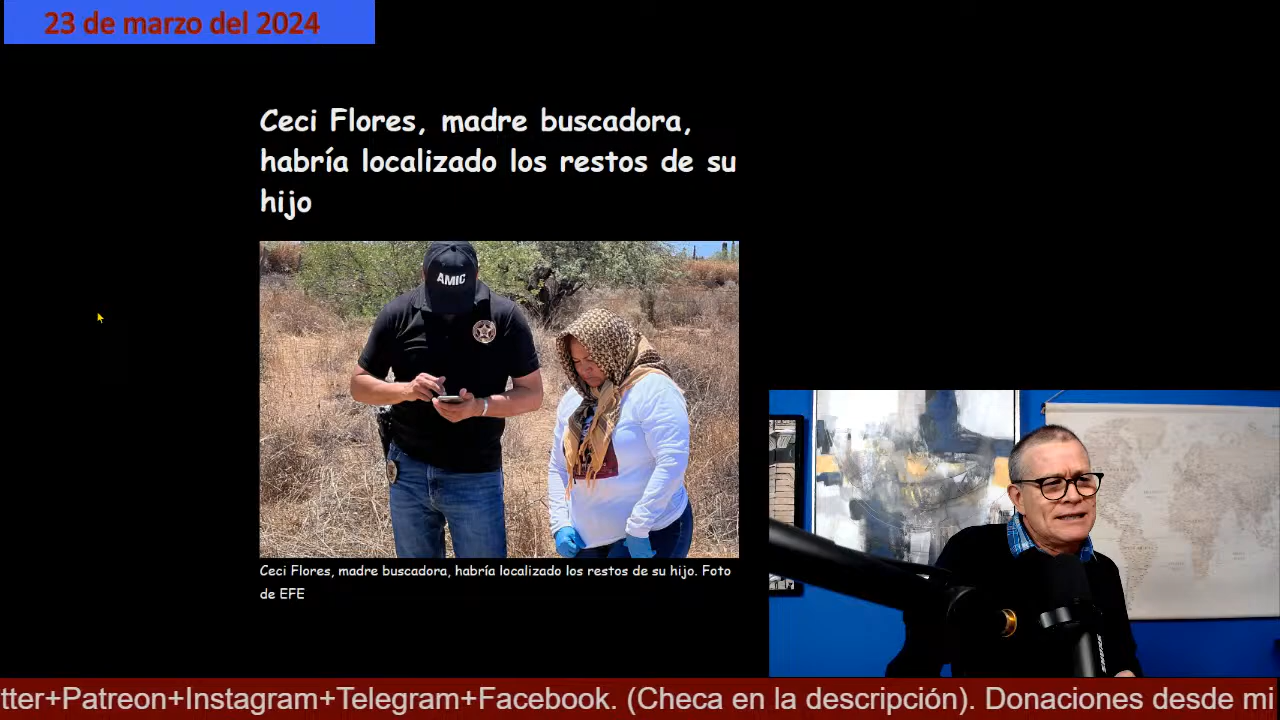 23 de marzo del 2024
Ceci Flores, madre buscadora,
habría localizado los restos de su
hijo
AMIC
Ceci Flores, madre buscadora, habría localizado los restos de su hijo. Foto
de EFE
tter+Patreon+Instagram+Telegram+Facebook. (Checa en la descripción). Donaciones desde mi